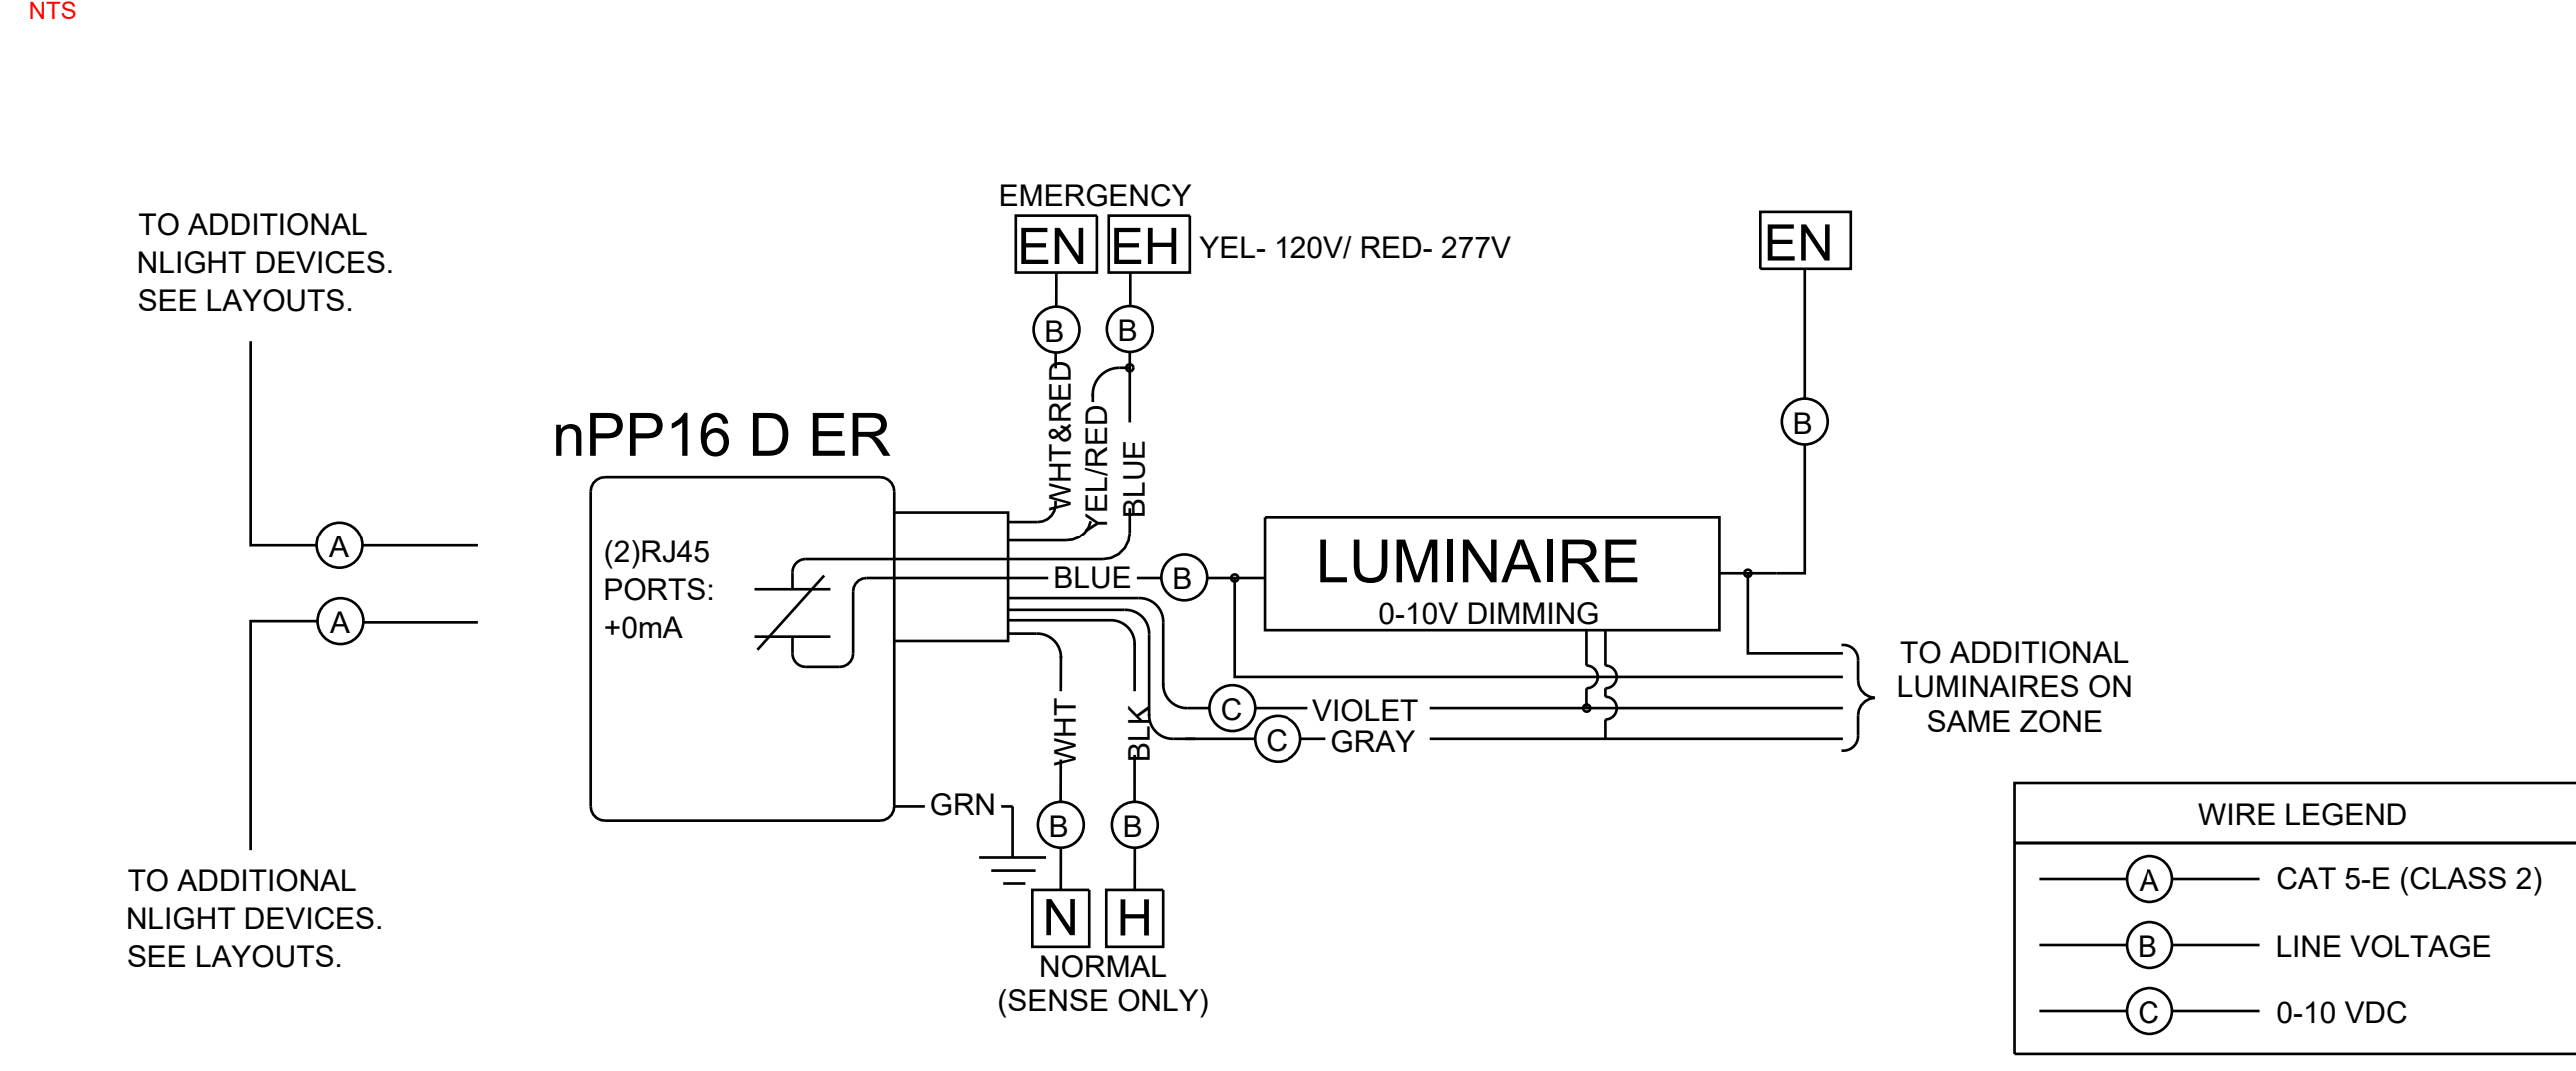 NTS
TO ADDITIONAL
NLIGHT DEVICES.
SEE LAYOUTS.
EMERGENCY
EN
EH
YEL- 120V/ RED- 277V
EN
B
B
B
WHT&RED
YEL/RED
BLUE
nPP16 D ER
A
A
(2)RJ45
PORTS:
+0mA
BLUE
B
LUMINAIRE
0-10V DIMMING
TO ADDITIONAL
LUMINAIRES ON
SAME ZONE
C
VIOLET
C
GRAY
WHT
BLK
GRN
B
B
N
H
NORMAL
(SENSE ONLY)
TO ADDITIONAL
NLIGHT DEVICES.
SEE LAYOUTS.
WIRE LEGEND
A CAT 5-E (CLASS 2)
B LINE VOLTAGE
C 0-10 VDC